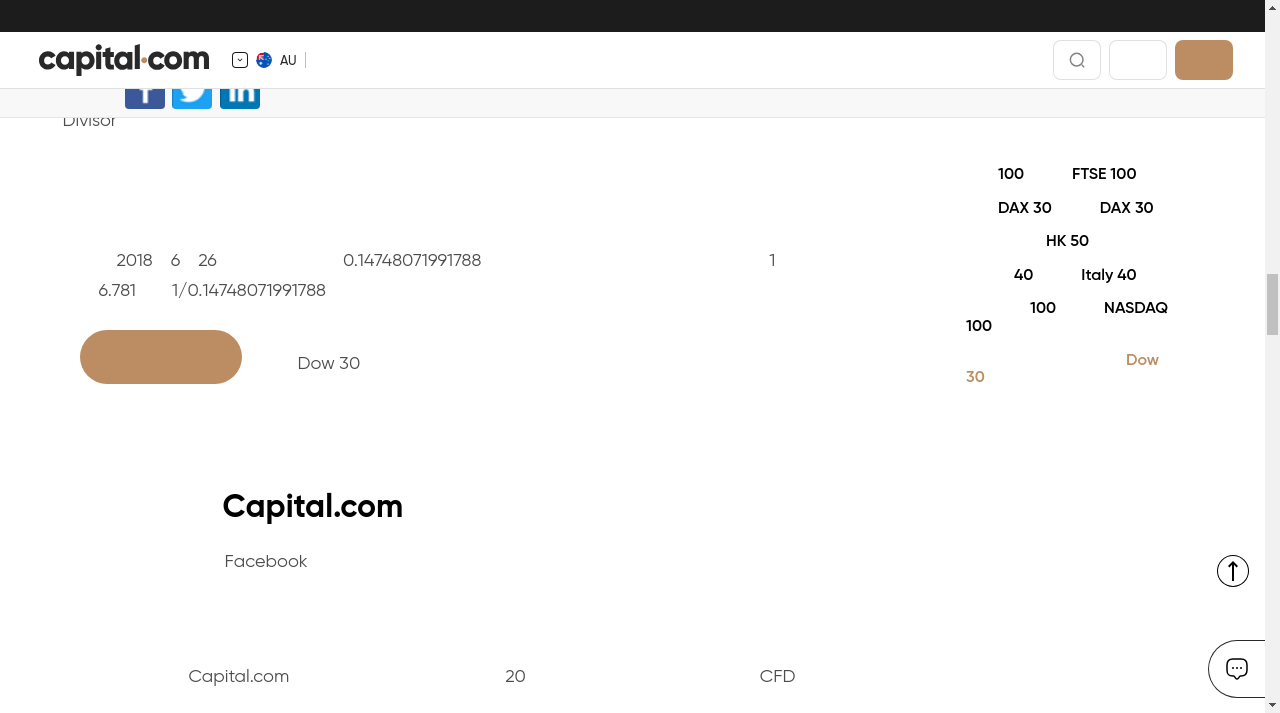 capital.com
AU
Divisor
100 FTSE 100
DAX 30 DAX 30
HK 50
40 Italy 40
100 NASDAQ
100
Dow
30
2018 6 26 0.14748071991788 1
6.781 1/0.14748071991788
Dow 30
Capital.com
Facebook
Capital.com 20 CFD